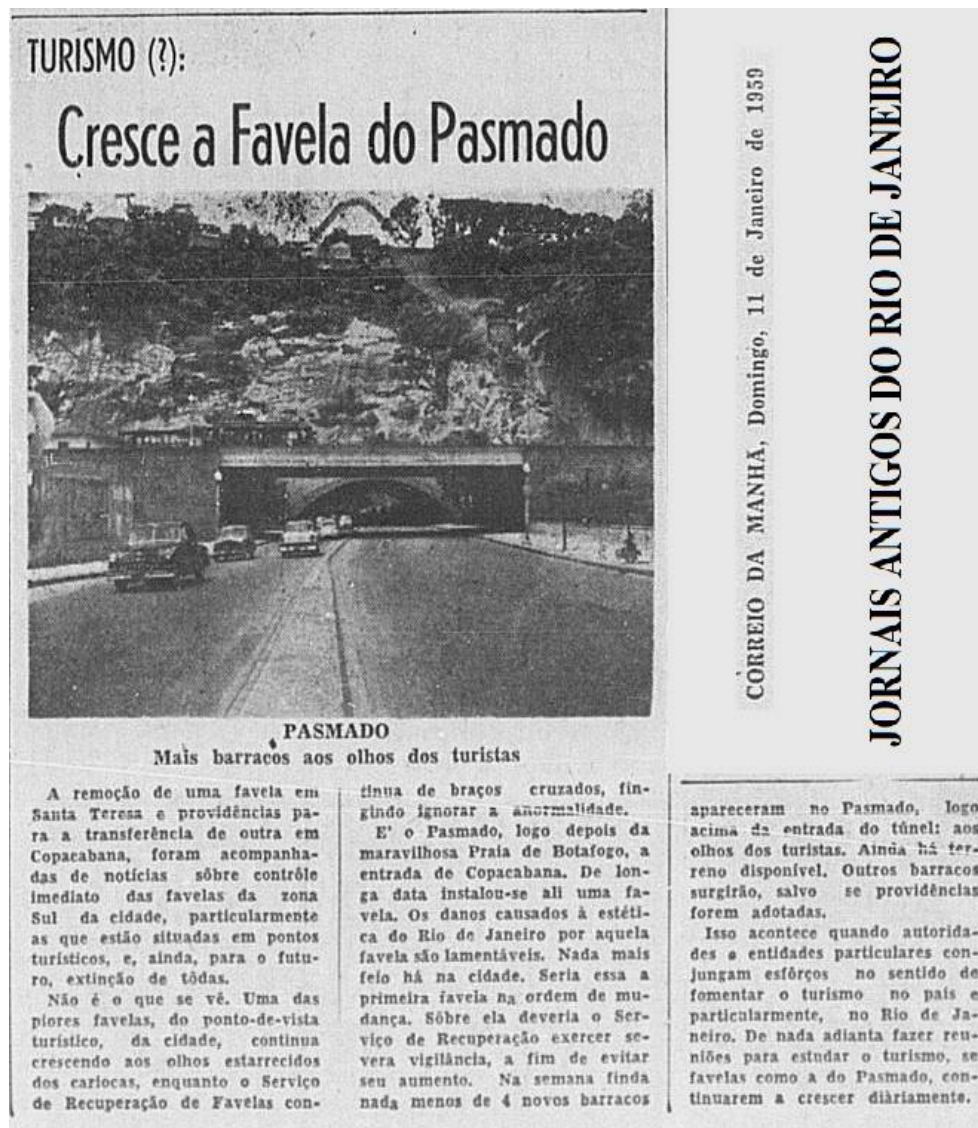 TURISMO (?):
Cresce a Favela do Pasmado
PASMADO
Mais barracos aos olhos dos turistas
A remoção de uma favela em
Santa Teresa e providências pa-
ra a transferência de outra em
Copacabana, foram acompanha-
das de notícias sôbre contrôle
imediato das favelas da zona
Sul da cidade, particularmente
as que estão situadas em pontos
turísticos, e, ainda, para o futu-
ro, extinção de tôdas.
Não é o que se vê. Uma das
piores favelas, do ponto-de-vista
turístico, da cidade, continua
crescendo aos olhos estarrecidos
dos cariocas, enquanto o Serviço
de Recuperação de Favelas con-
tinua de braços cruzados, fin-
gindo ignorar a anormalidade.
E' o Pasmado, logo depois da
maravilhosa Praia de Botafogo, a
entrada de Copacabana. De lon-
ga data instalou-se ali uma fa-
vela. Os danos causados à estéti-
ca do Rio de Janeiro por aquela
favela são lamentáveis. Nada mais
feio há na cidade. Seria essa a
primeira favela na ordem de mu-
dança. Sôbre ela deveria o Ser-
viço de Recuperação exercer se-
vera vigilância, a fim de evitar
seu aumento. Na semana finda
nada menos de 4 novos barracos
apareceram no Pasmado, logo
acima da entrada do túnel: aos
olhos dos turistas. Ainda há ter-
reno disponível. Outros barracos
surgirão, salvo se providências
forem adotadas.
Isso acontece quando autorida-
des e entidades particulares con-
jungam esfôrços no sentido de
fomentar o turismo no país e
particularmente, no Rio de Ja-
neiro. De nada adianta fazer reu-
niões para estudar o turismo, se
favelas como a do Pasmado, con-
tinuarem a crescer diàriamente.
CORREIO DA MANHÃ, Domingo, 11 de Janeiro de 1959
JORNAIS ANTIGOS DO RIO DE JANEIRO